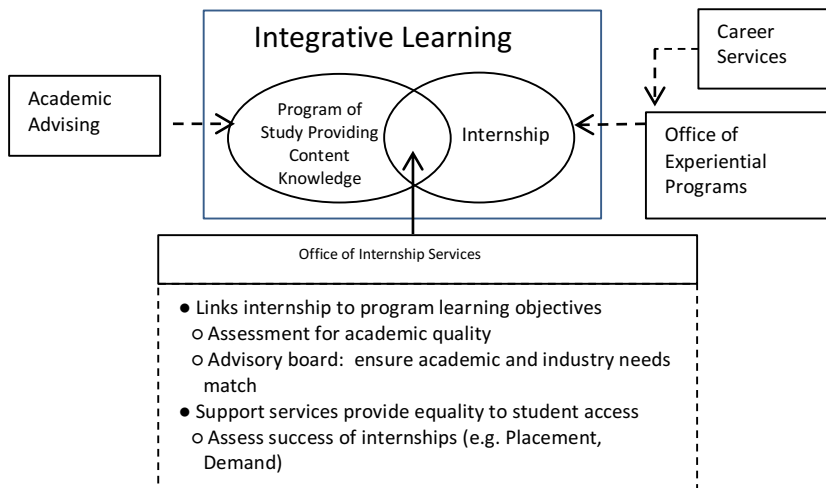 Integrative Learning
Career
Services
Academic
Advising
Program of
Study Providing
Content
Knowledge
Internship
Office of
Experiential
Programs
Office of Internship Services
● Links internship to program learning objectives
○ Assessment for academic quality
○ Advisory board:  ensure academic and industry needs
match
● Support services provide equality to student access
○ Assess success of internships (e.g. Placement,
Demand)